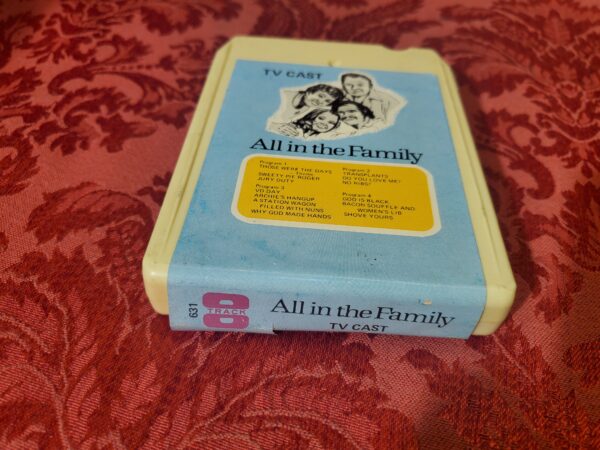 TV CAST
All in the Family
Program 1
THOSE WERE THE DAYS
SWEETY PIE ROGER
JURY DUTY
Program 2
TRANSPLANTS
DO YOU LOVE ME?
NO RIBS!
Program 3
VD DAY
ARCHIE'S HANGUP
A STATION WAGON
FILLED WITH NUNS
WHY GOD MADE HANDS
Program 4
GOD IS BLACK
BACON SOUFFLE AND
WOMEN'S LIB
SHOVE YOURS
631
8
TRACK
All in the Family
TV CAST